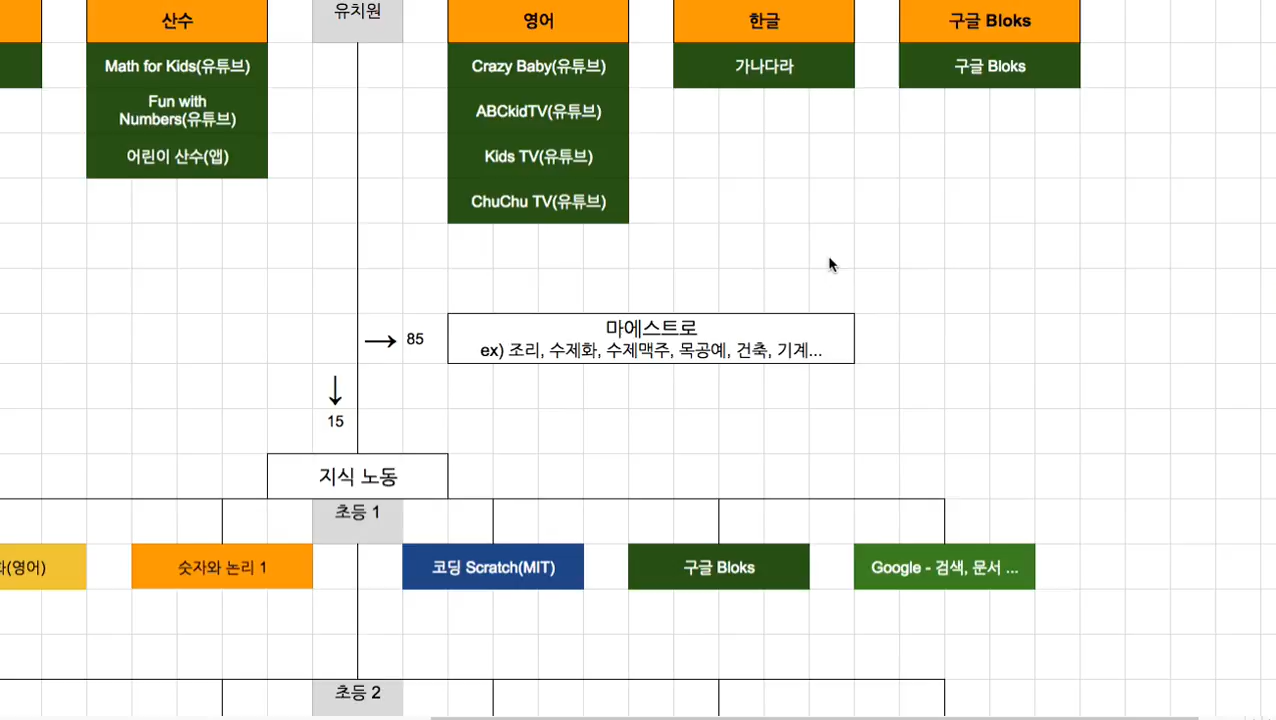 산수
유치원
영어
한글
구글 Bloks
Math for Kids(유튜브)
Fun with
Numbers(유튜브)
어린이 산수(앱)
Crazy Baby(유튜브)
ABCkidTV(유튜브)
Kids TV(유튜브)
ChuChu TV(유튜브)
가나다라
구글 Bloks
→ 85
마에스트로
ex) 조리, 수제화, 수제맥주, 목공예, 건축, 기계...
↓
15
지식 노동
초등 1
(영어)
숫자와 논리 1
코딩 Scratch(MIT)
구글 Bloks
Google - 검색, 문서 ...
초등 2